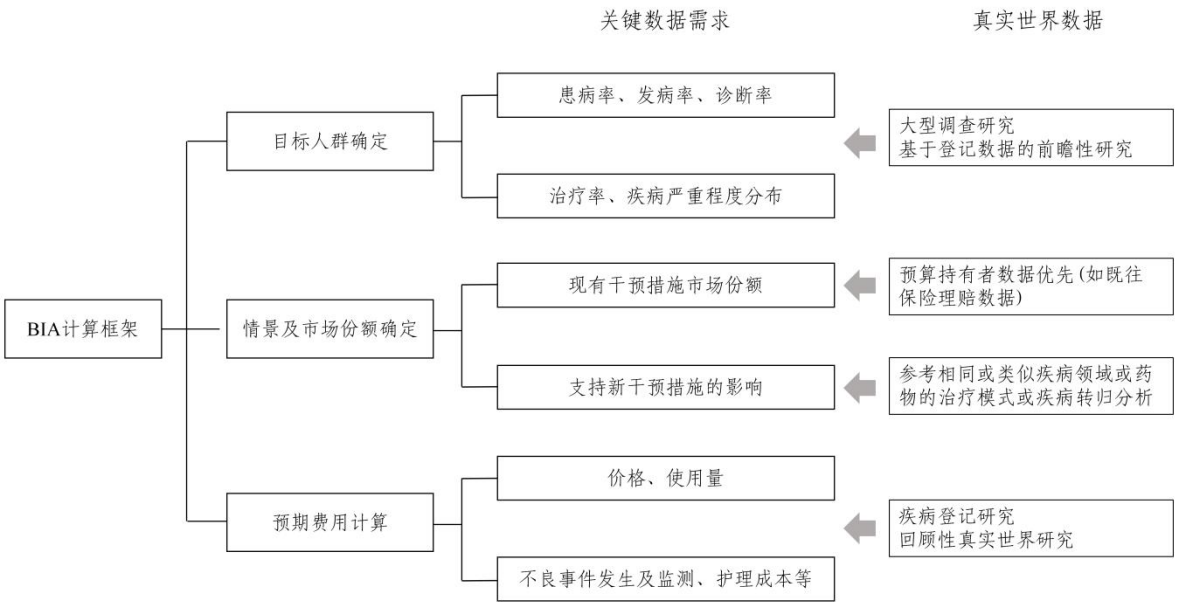 关键数据需求
真实世界数据
患病率、发病率、诊断率
目标人群确定
大型调查研究
基于登记数据的前瞻性研究
治疗率、疾病严重程度分布
现有干预措施市场份额
预算持有者数据优先(如既往
保险理赔数据)
BIA计算框架
情景及市场份额确定
支持新干预措施的影响
参考相同或类似疾病领域或药
物的治疗模式或疾病转归分析
价格、使用量
预期费用计算
疾病登记研究
回顾性真实世界研究
不良事件发生及监测、护理成本等